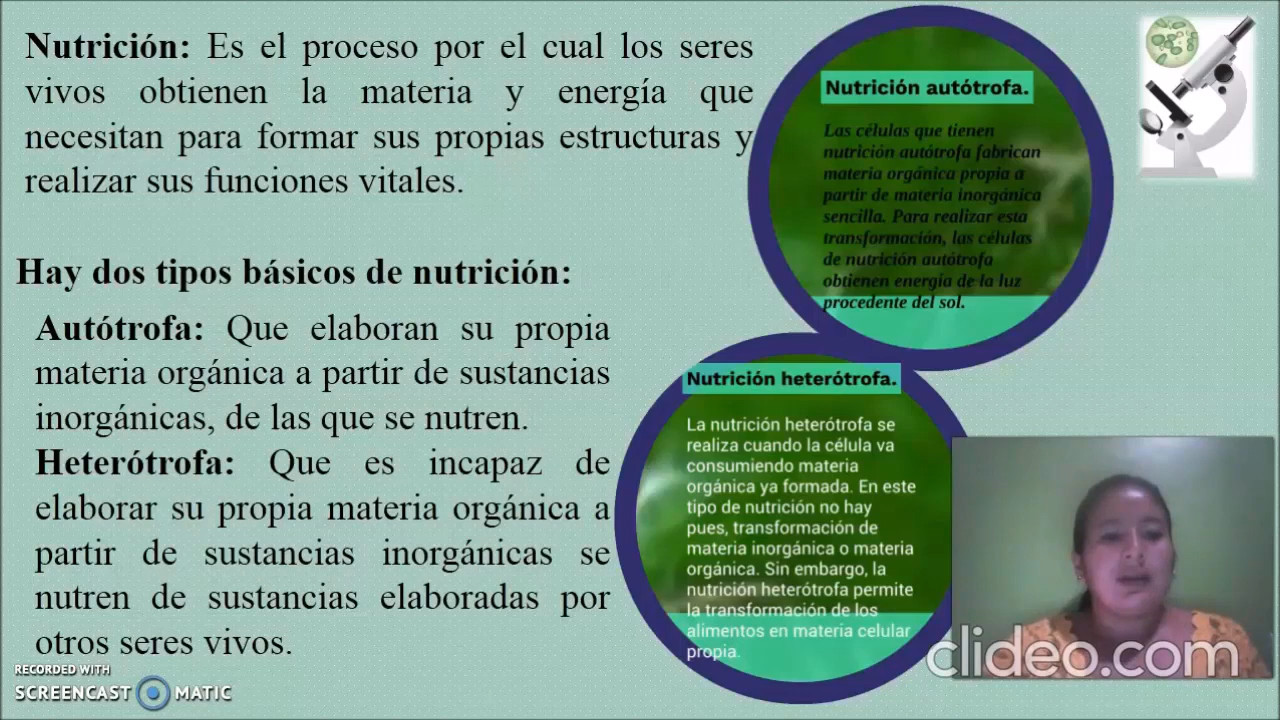 Nutrición: Es el proceso por el cual los seres
vivos obtienen la materia y energía que
necesitan para formar sus propias estructuras y
realizar sus funciones vitales.
Hay dos tipos básicos de nutrición:
Autótrofa: Que elaboran su propia
materia orgánica a partir de sustancias
inorgánicas, de las que se nutren.
Heterótrofa: Que es incapaz de
elaborar su propia materia orgánica a
partir de sustancias inorgánicas se
nutren de sustancias elaboradas por
otros seres vivos.
Nutrición autótrofa.
Las células que tienen
nutrición autótrofa fabrican
materia orgánica propia a
partir de materia inorgánica
sencilla. Para realizar esta
transformación, las células
de nutrición autótrofa
obtienen energía de la luz
procedente del sol.
Nutrición heterótrofa.
La nutrición heterótrofa se
realiza cuando la célula va
consumiendo materia
orgánica ya formada. En este
tipo de nutrición no hay
pues, transformación de
materia inorgánica o materia
orgánica. Sin embargo, la
nutrición heterótrofa permite
la transformación de los
alimentos en materia celular
propia.
clideo.com
RECORDED WITH
SCREENCAST MATIC